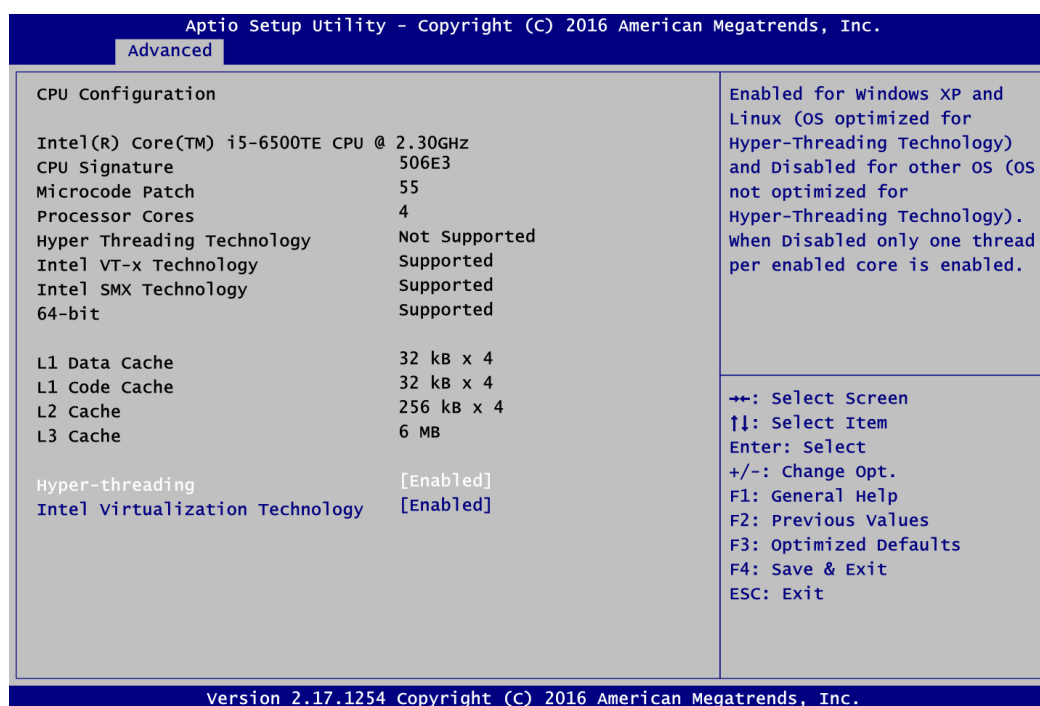 Aptio Setup Utility – Copyright (C) 2016 American Megatrends, Inc.
Advanced
CPU Configuration
Intel(R) Core(TM) i5-6500TE CPU @ 2.30GHz
CPU Signature 506E3
Microcode Patch 55
Processor Cores 4
Hyper Threading Technology Not Supported
Intel VT-x Technology Supported
Intel SMX Technology Supported
64-bit Supported
L1 Data Cache 32 kB x 4
L1 Code Cache 32 kB x 4
L2 Cache 256 kB x 4
L3 Cache 6 MB
Hyper-threading [Enabled]
Intel Virtualization Technology [Enabled]
Enabled for Windows XP and
Linux (OS optimized for
Hyper-Threading Technology)
and Disabled for other OS (OS
not optimized for
Hyper-Threading Technology).
When Disabled only one thread
per enabled core is enabled.
→←: Select Screen
↑↓: Select Item
Enter: Select
+/-: Change Opt.
F1: General Help
F2: Previous Values
F3: Optimized Defaults
F4: Save & Exit
ESC: Exit
Version 2.17.1254 Copyright (C) 2016 American Megatrends, Inc.